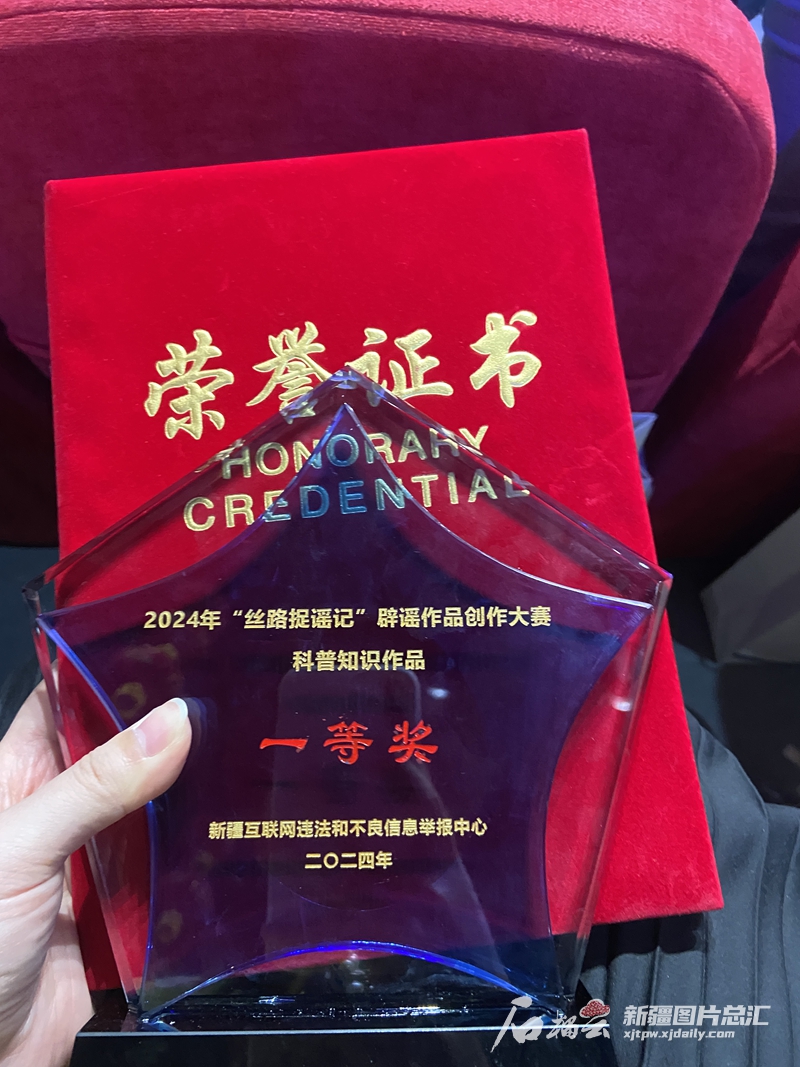 荣誉证书
HONORARY
CREDENTIAL
2024年“丝路捉谣记”辟谣作品创作大赛
科普知识作品
一等奖
新疆互联网违法和不良信息举报中心
二〇二四年
石榴云
新疆图片总汇
xjtpw.xjdaily.com